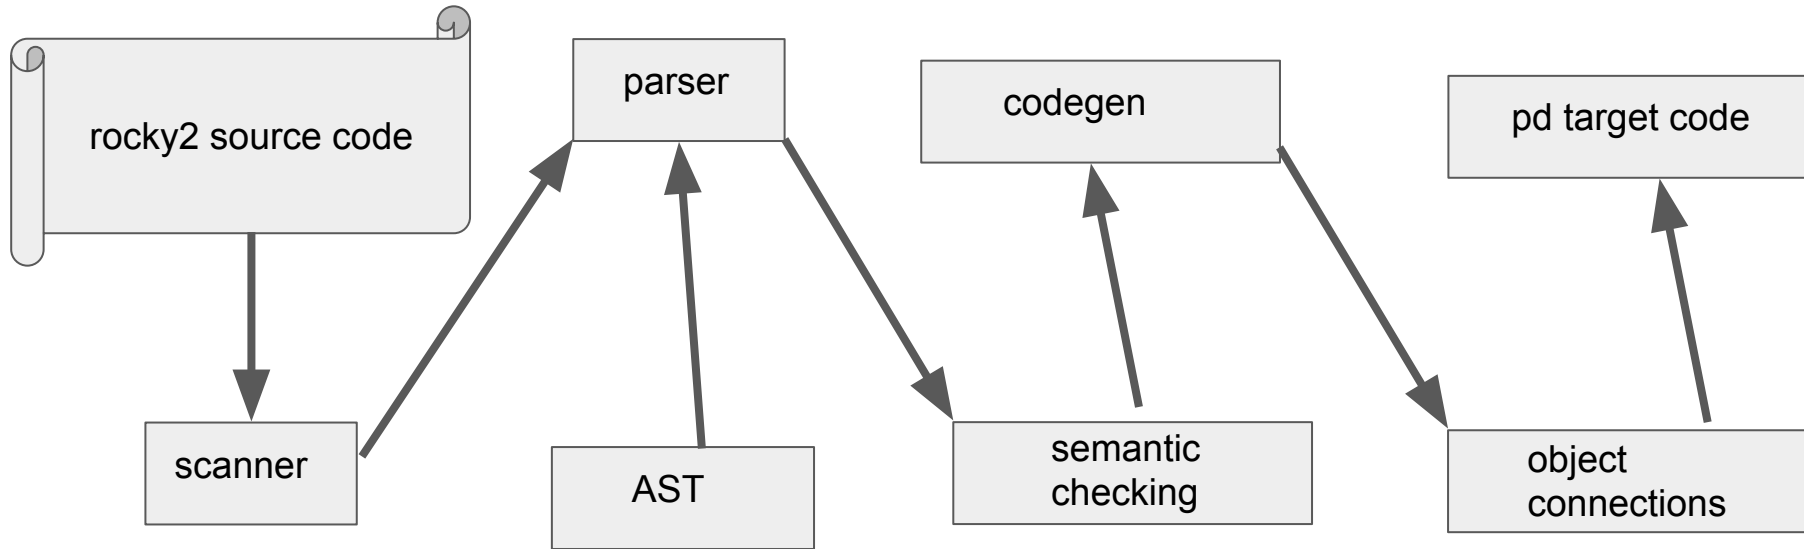 rocky2 source code
parser
codegen
pd target code
scanner
AST
semantic
checking
object
connections